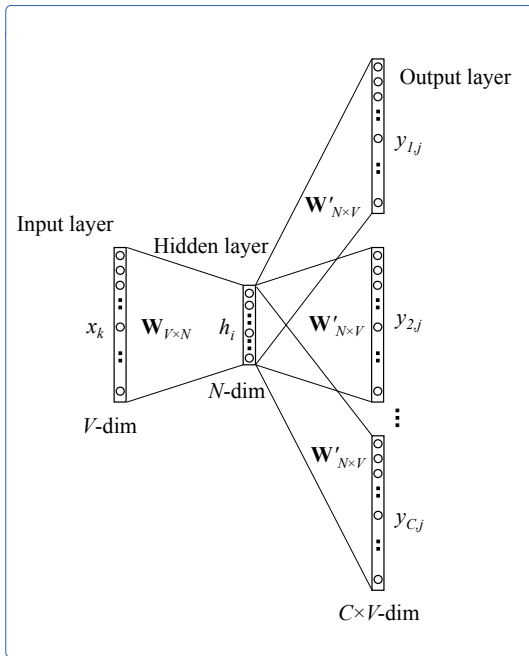 Output layer
y1,j
W′N×V
Input layer
Hidden layer
xk
WV×N
hi
W′N×V
y2,j
N-dim
V-dim
W′N×V
yC,j
C×V-dim